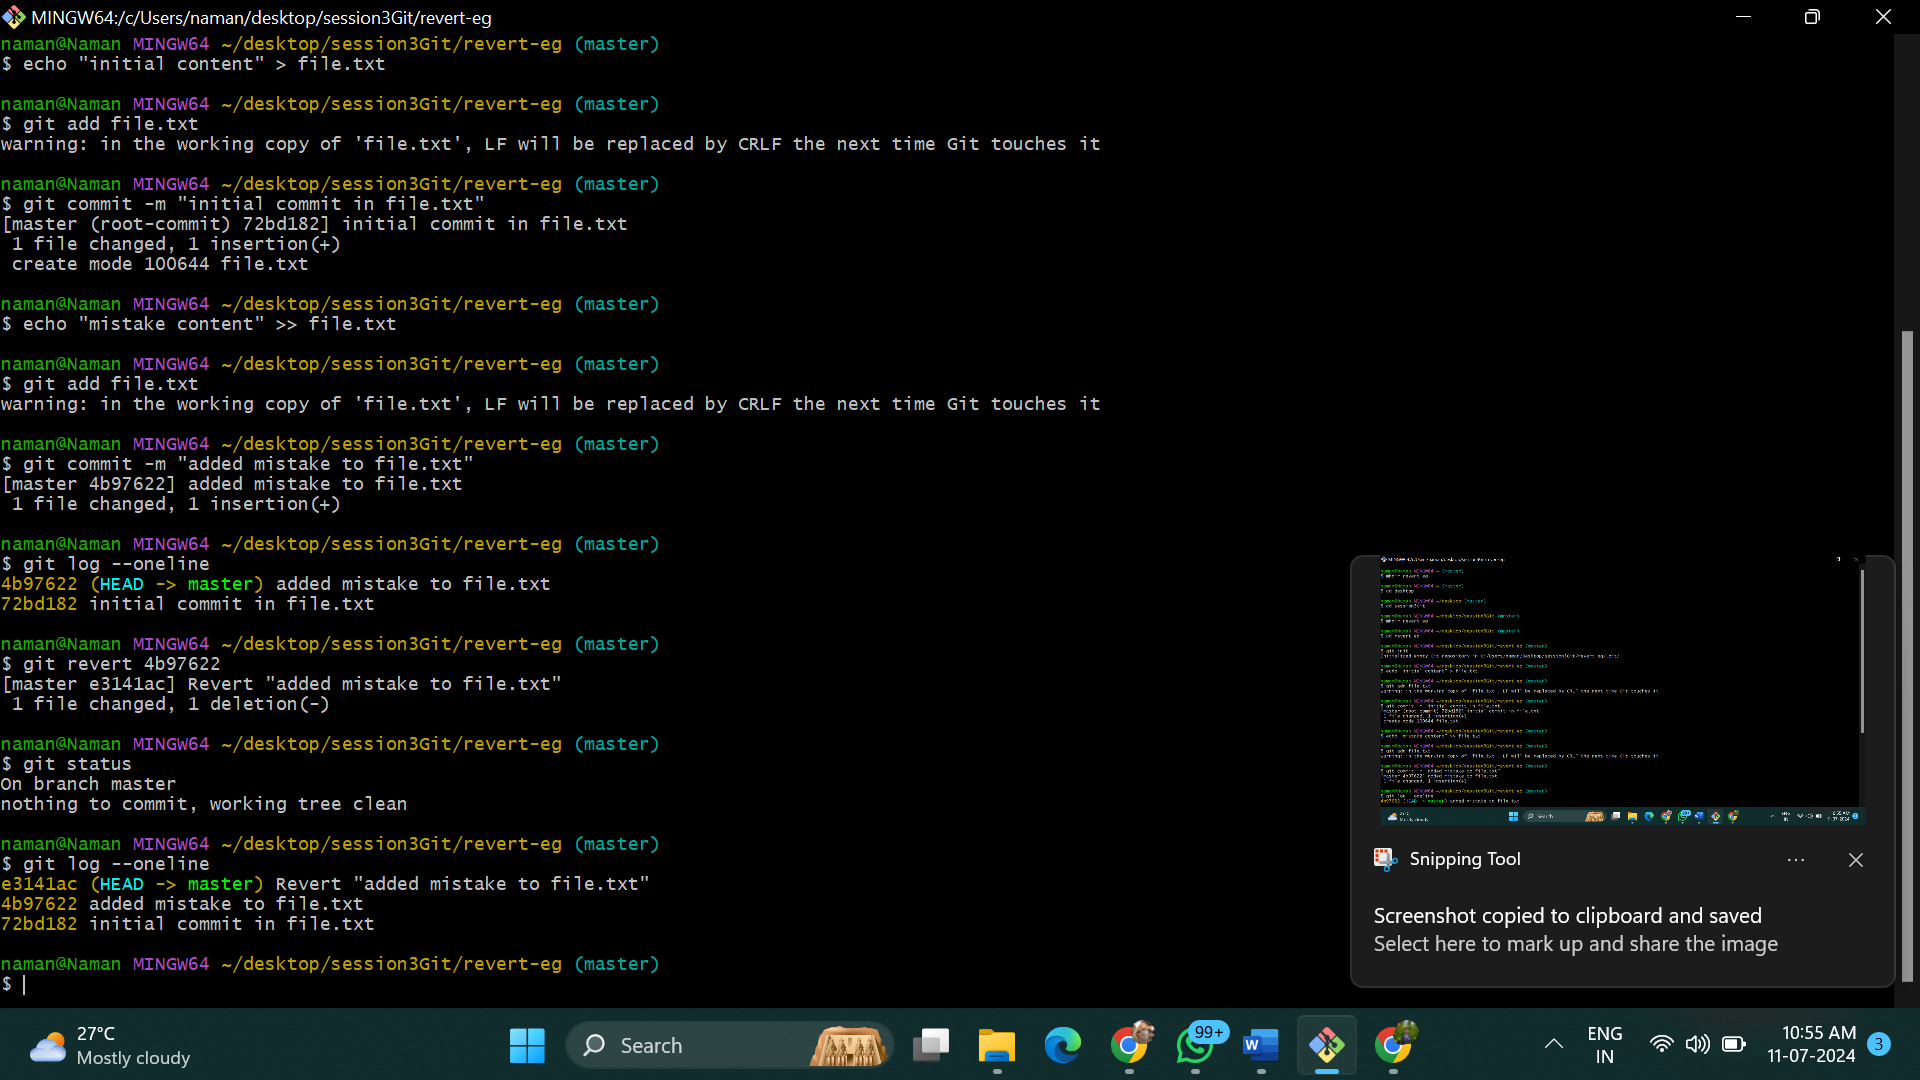 MINGW64:/c/Users/naman/desktop/session3Git/revert-eg
naman@Naman MINGW64 ~/desktop/session3Git/revert-eg (master)
$ echo "initial content" > file.txt
naman@Naman MINGW64 ~/desktop/session3Git/revert-eg (master)
$ git add file.txt
warning: in the working copy of 'file.txt', LF will be replaced by CRLF the next time Git touches it
naman@Naman MINGW64 ~/desktop/session3Git/revert-eg (master)
$ git commit -m "initial commit in file.txt"
[master (root-commit) 72bd182] initial commit in file.txt
1 file changed, 1 insertion(+)
create mode 100644 file.txt
naman@Naman MINGW64 ~/desktop/session3Git/revert-eg (master)
$ echo "mistake content" >> file.txt
naman@Naman MINGW64 ~/desktop/session3Git/revert-eg (master)
$ git add file.txt
warning: in the working copy of 'file.txt', LF will be replaced by CRLF the next time Git touches it
naman@Naman MINGW64 ~/desktop/session3Git/revert-eg (master)
$ git commit -m "added mistake to file.txt"
[master 4b97622] added mistake to file.txt
1 file changed, 1 insertion(+)
naman@Naman MINGW64 ~/desktop/session3Git/revert-eg (master)
$ git log --oneline
4b97622 (HEAD -> master) added mistake to file.txt
72bd182 initial commit in file.txt
naman@Naman MINGW64 ~/desktop/session3Git/revert-eg (master)
$ git revert 4b97622
[master e3141ac] Revert "added mistake to file.txt"
1 file changed, 1 deletion(-)
naman@Naman MINGW64 ~/desktop/session3Git/revert-eg (master)
$ git status
On branch master
nothing to commit, working tree clean
naman@Naman MINGW64 ~/desktop/session3Git/revert-eg (master)
$ git log --oneline
e3141ac (HEAD -> master) Revert "added mistake to file.txt"
4b97622 added mistake to file.txt
72bd182 initial commit in file.txt
naman@Naman MINGW64 ~/desktop/session3Git/revert-eg (master)
$
Snipping Tool
Screenshot copied to clipboard and saved
Select here to mark up and share the image
27°C
Mostly cloudy
Search
99+
W
ENG
IN
10:55 AM
11-07-2024
3